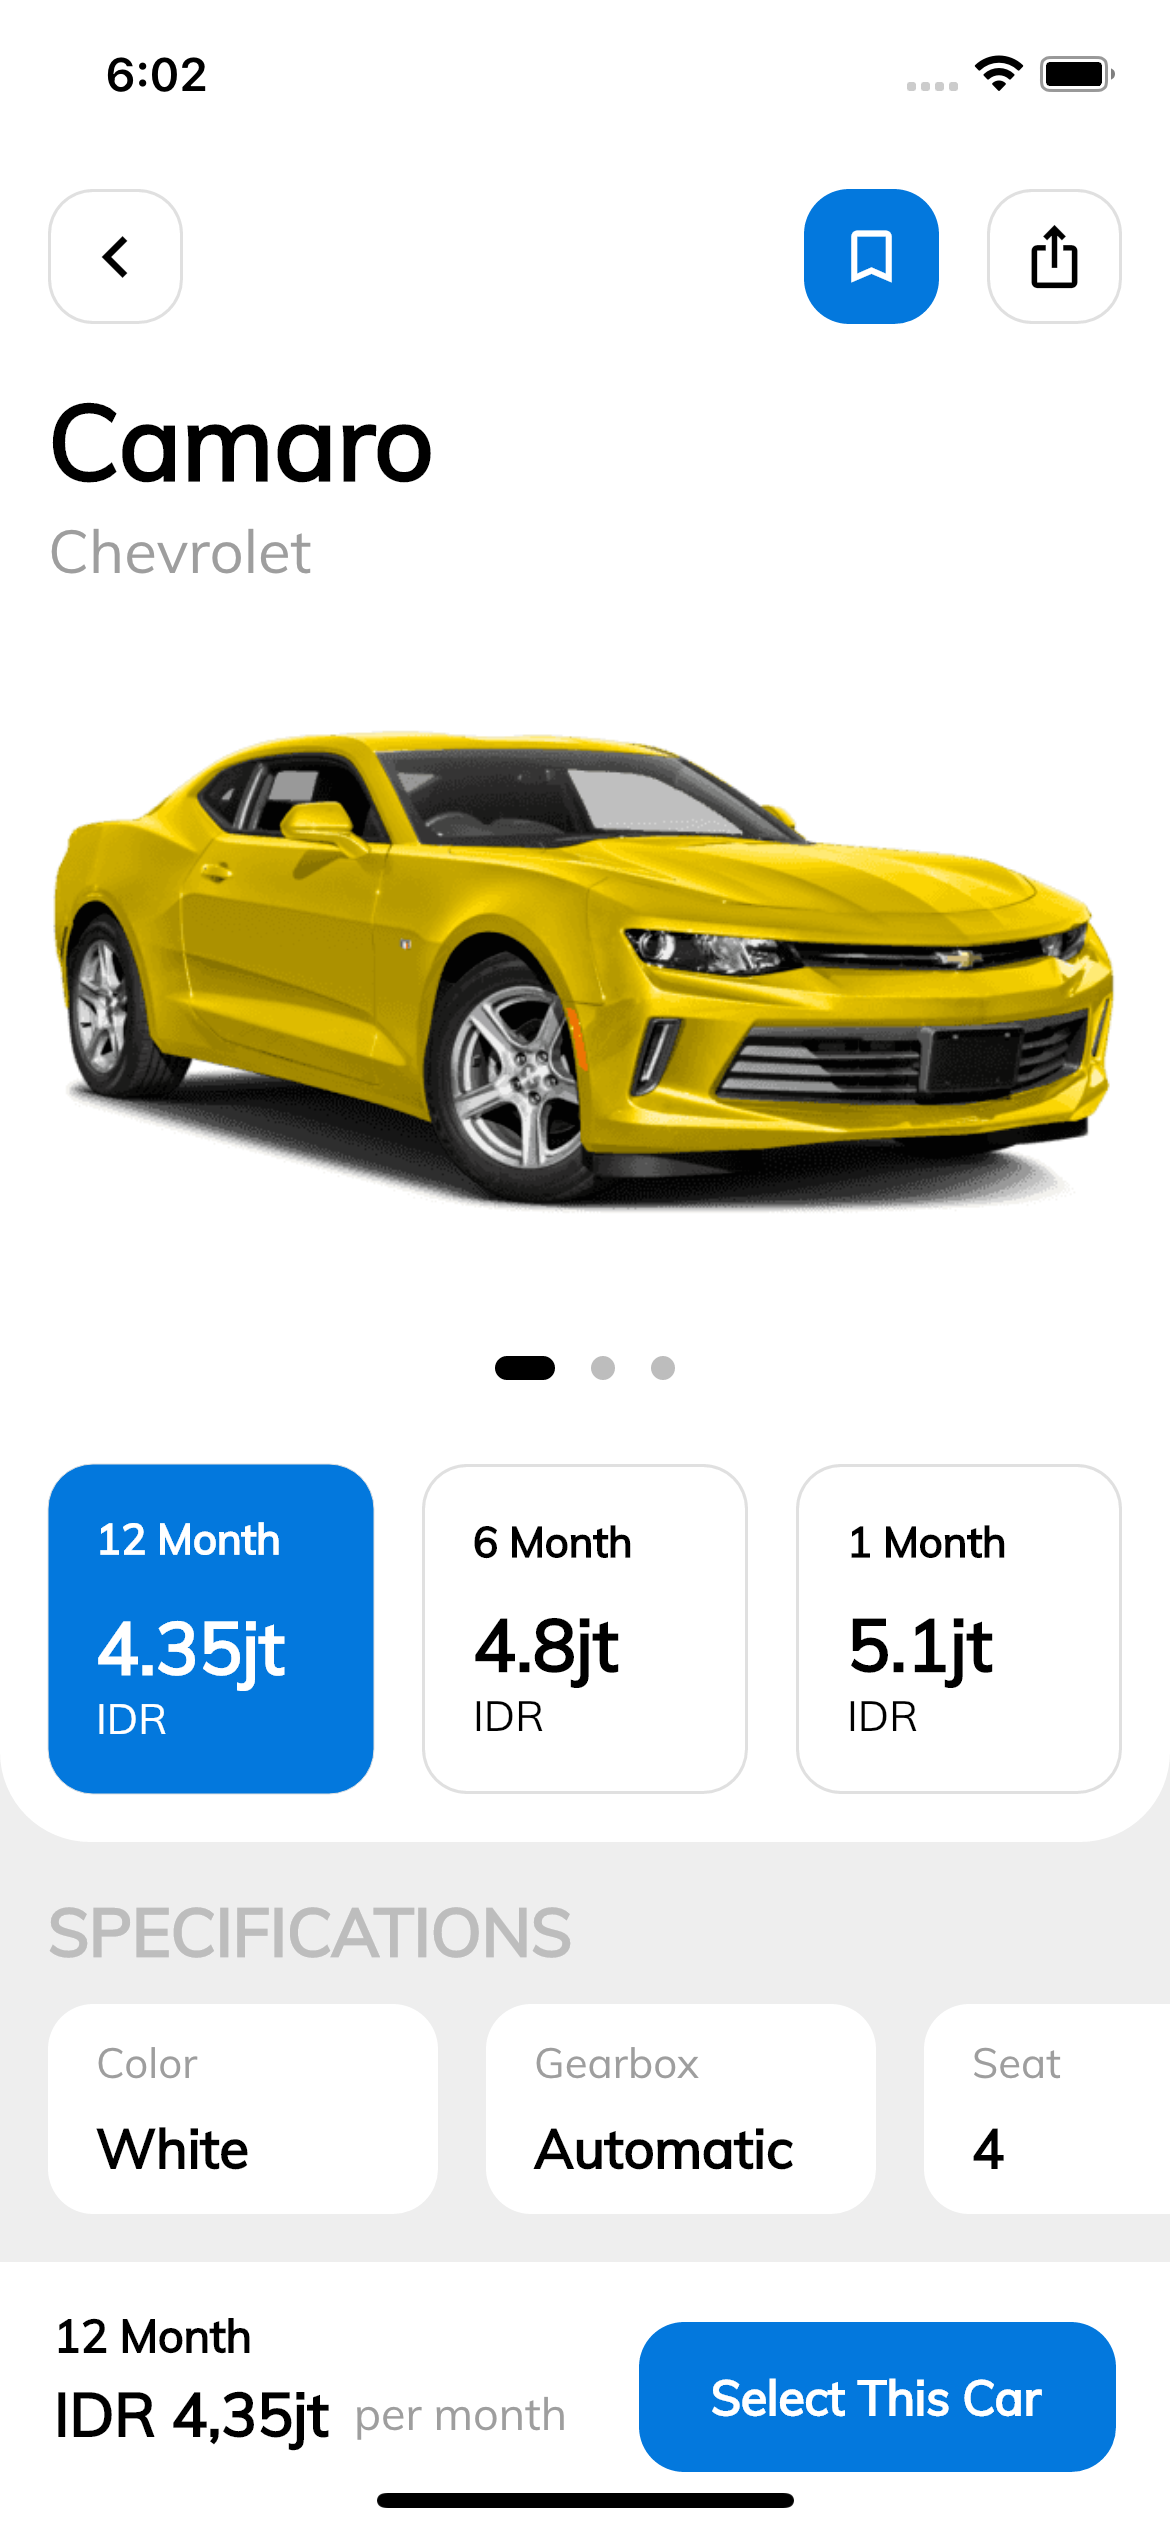 6:02
Camaro
Chevrolet
12 Month
4.35jt
IDR
6 Month
4.8jt
IDR
1 Month
5.1jt
IDR
SPECIFICATIONS
Color
White
Gearbox
Automatic
Seat
4
12 Month
IDR 4,35jt per month
Select This Car